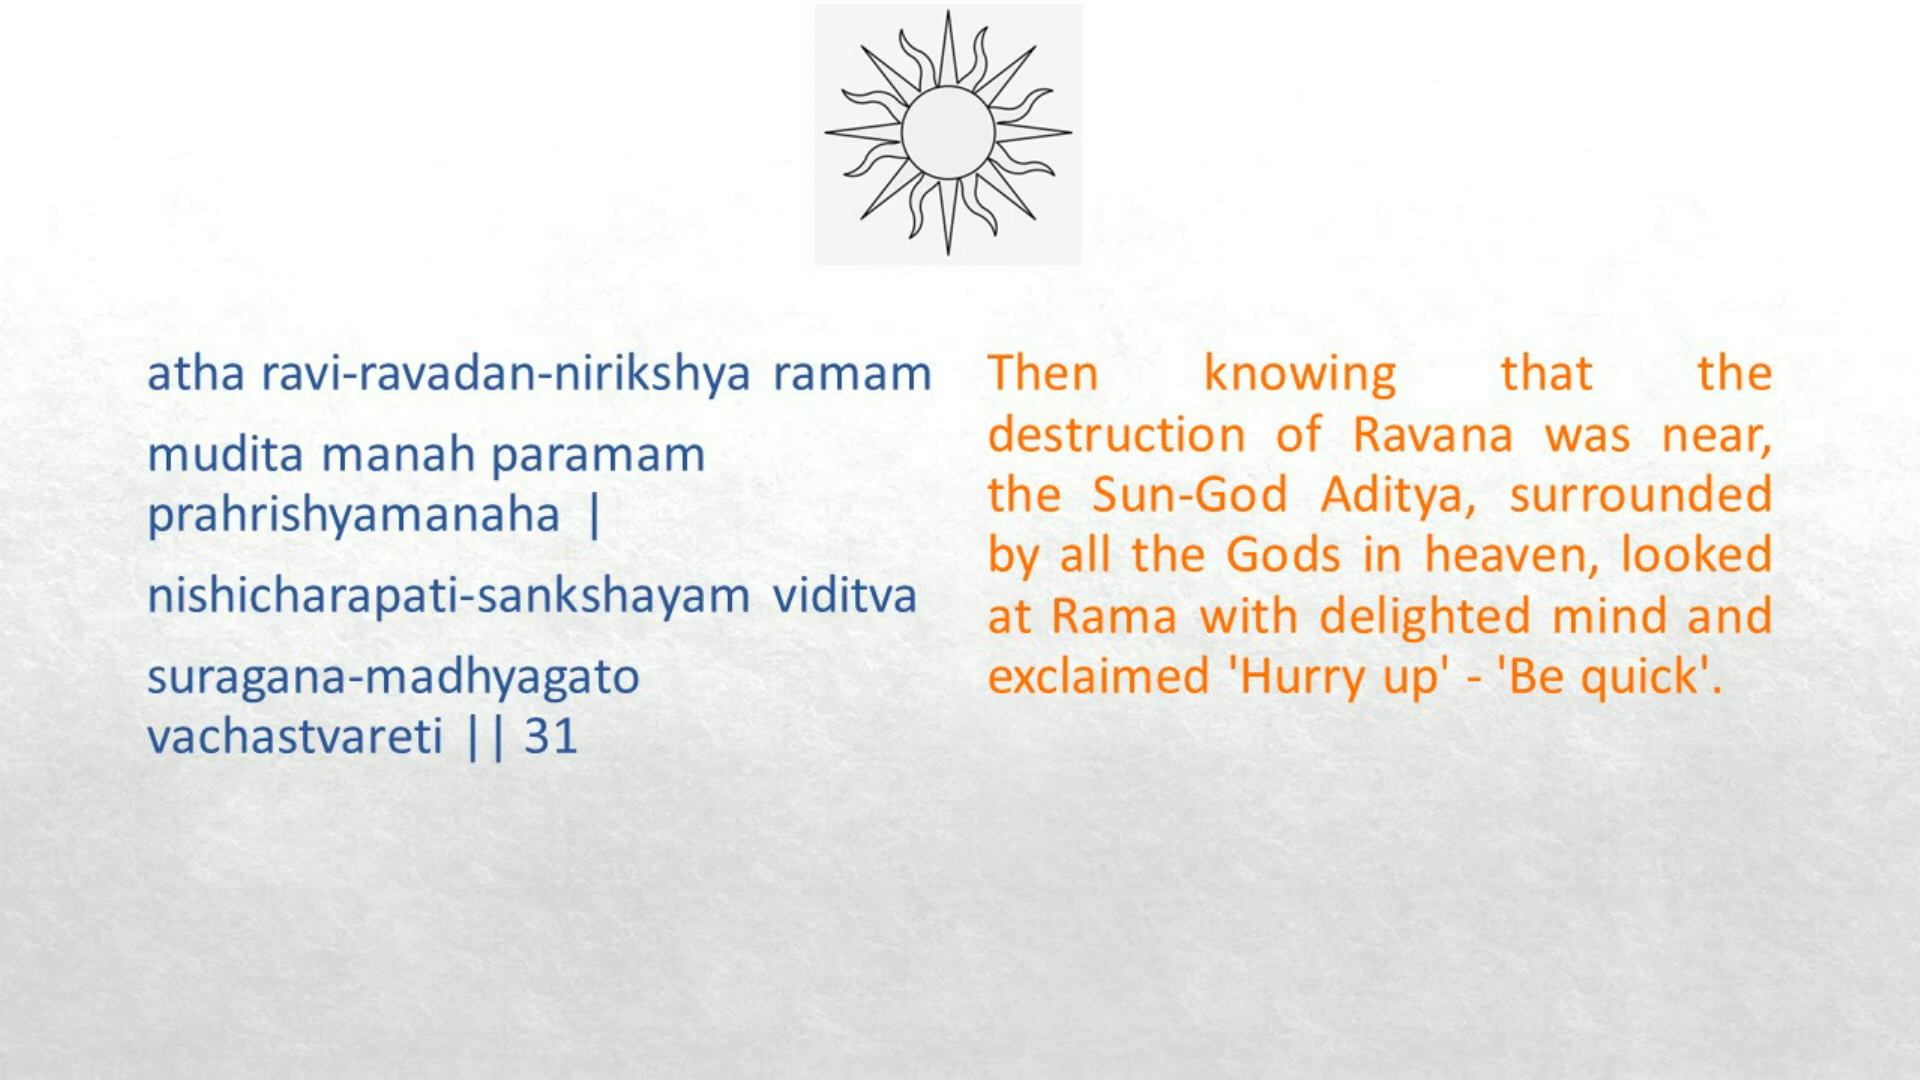 atha ravi-ravadan-nirikshya ramam
mudita manah paramam
prahrishyamanaha |
nishicharapati-sankshayam viditva
suragana-madhyagato
vachastvareti || 31
Then knowing that the
destruction of Ravana was near,
the Sun-God Aditya, surrounded
by all the Gods in heaven, looked
at Rama with delighted mind and
exclaimed 'Hurry up' - 'Be quick'.